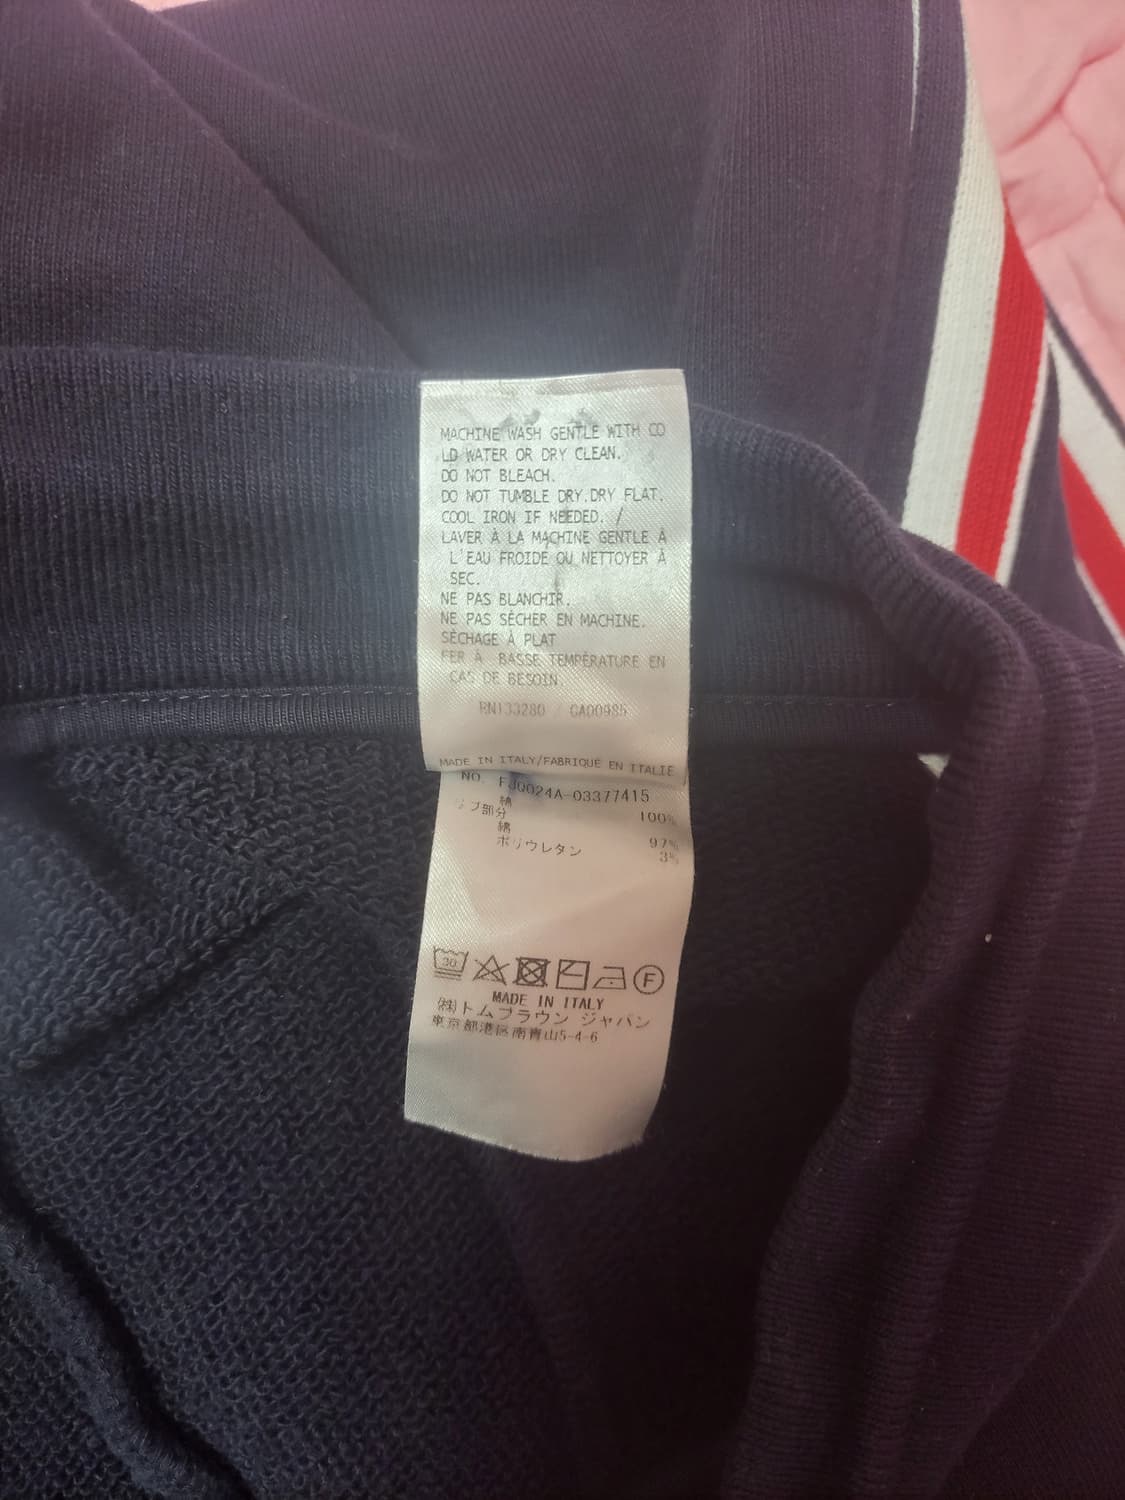 MACHINE WASH GENTLE WITH CO
LD WATER OR DRY CLEAN.
DO NOT BLEACH.
DO NOT TUMBLE DRY.DRY FLAT.
COOL IRON IF NEEDED. /
LAVER À LA MACHINE GENTLE À
L'EAU FROIDE OU NETTOYER À
SEC.
NE PAS BLANCHIR.
NE PAS SÉCHER EN MACHINE.
SÉCHAGE À PLAT
FER À BASSE TEMPÉRATURE EN
CAS DE BESOIN.
RN133280 / CA00985
MADE IN ITALY/FABRIQUÉ EN ITALIE
NO. FJQ024A-03377415
綿 100%
リブ部分
綿 97%
ポリウレタン 3%
30 F
MADE IN ITALY
㈱トムブラウン ジャパン
東京都港区南青山5-4-6